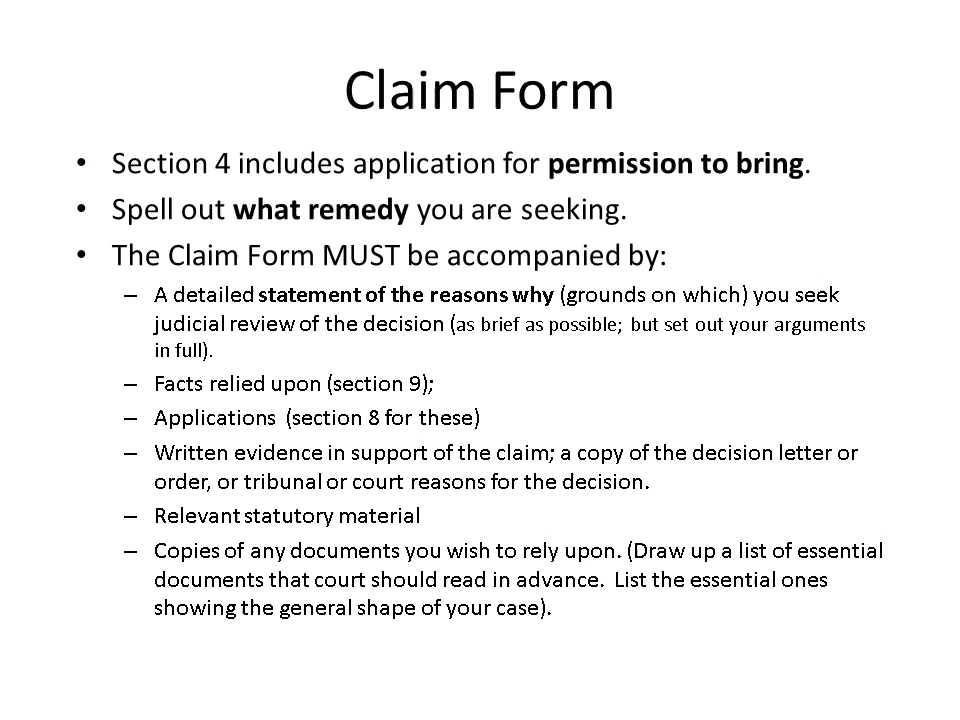 Claim Form
• Section 4 includes application for permission to bring.
• Spell out what remedy you are seeking.
• The Claim Form MUST be accompanied by:
– A detailed statement of the reasons why (grounds on which) you seek
judicial review of the decision (as brief as possible; but set out your arguments
in full).
– Facts relied upon (section 9);
– Applications (section 8 for these)
– Written evidence in support of the claim; a copy of the decision letter or
order, or tribunal or court reasons for the decision.
– Relevant statutory material
– Copies of any documents you wish to rely upon. (Draw up a list of essential
documents that court should read in advance. List the essential ones
showing the general shape of your case).